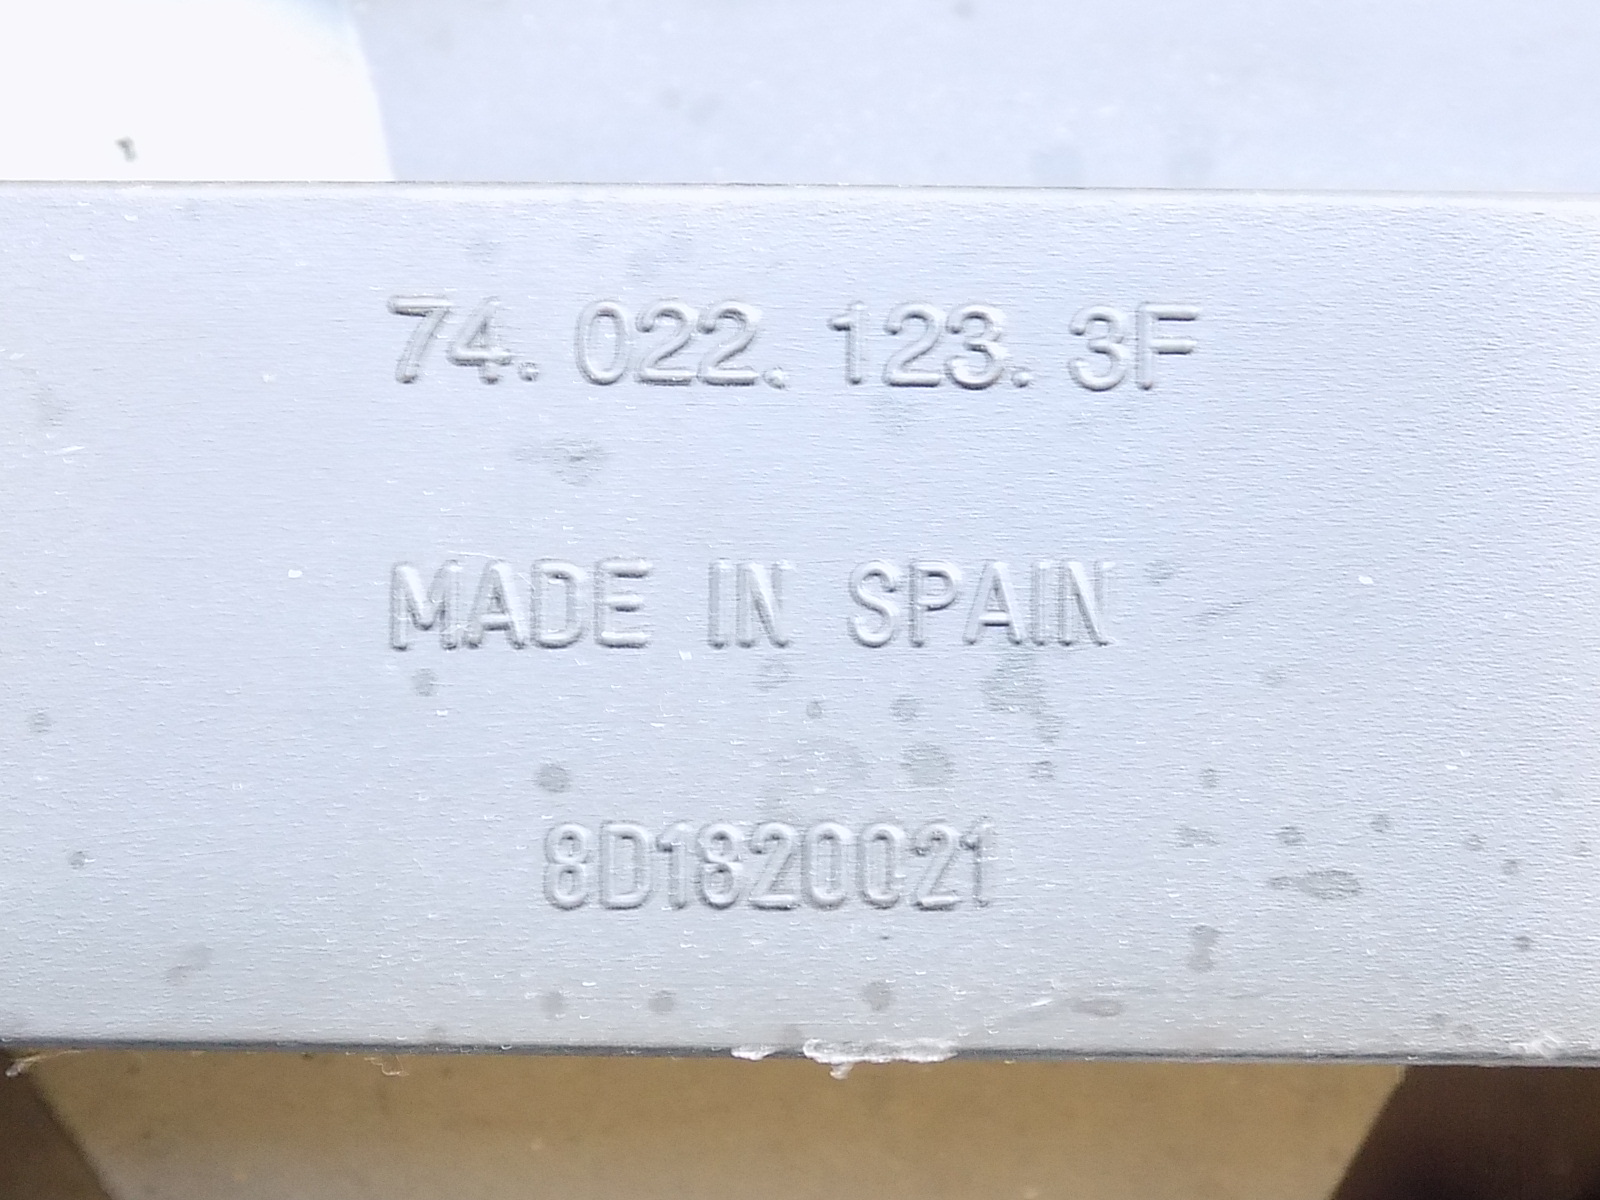 74.022.123.3F
MADE IN SPAIN
8D1820021